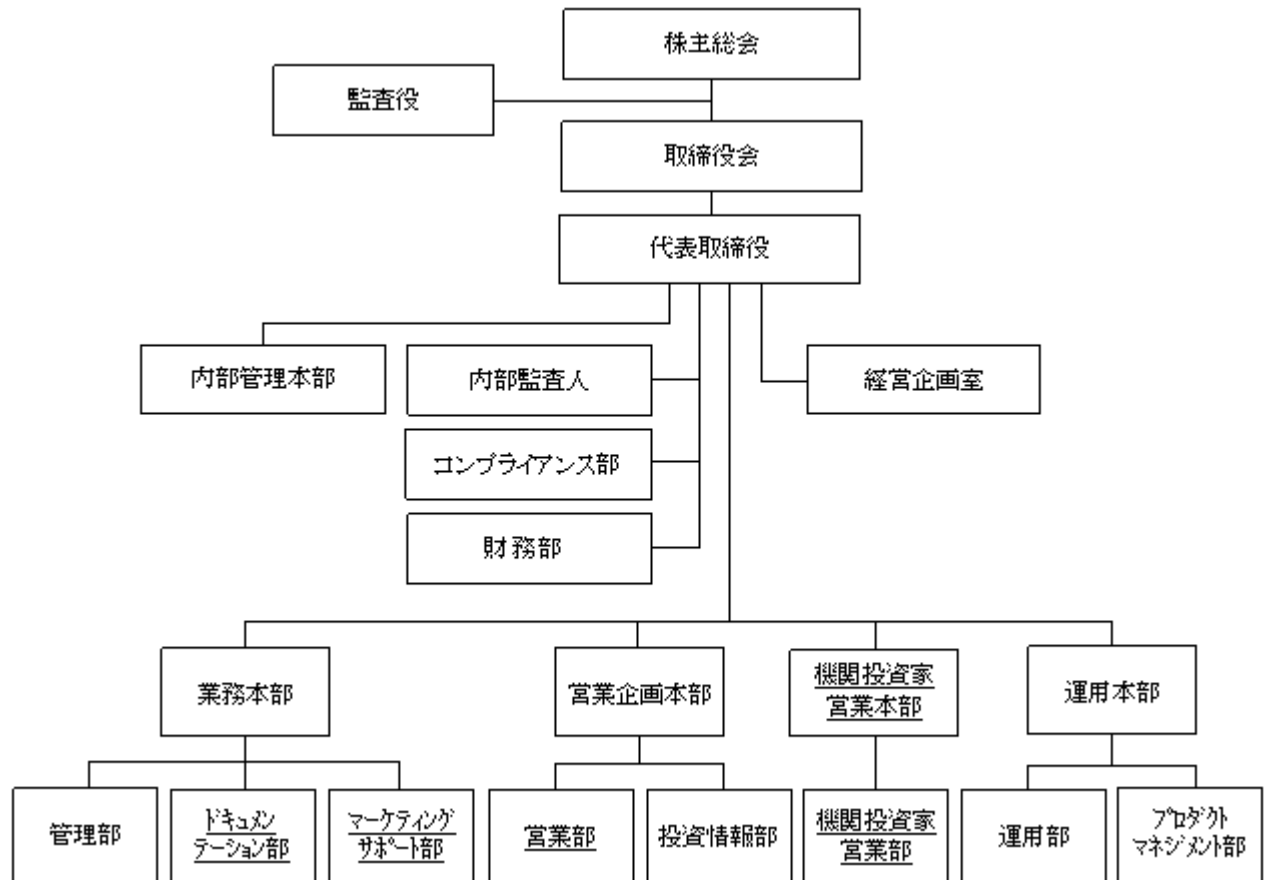 株主総会
監査役
取締役会
代表取締役
内部管理本部
内部監査人
経営企画室
コンプライアンス部
財務部
業務本部
営業企画本部
機関投資家
営業本部
運用本部
管理部
ドキュメン
テーション部
マーケティング
サポート部
営業部
投資情報部
機関投資家
営業部
運用部
プロダクト
マネジメント部